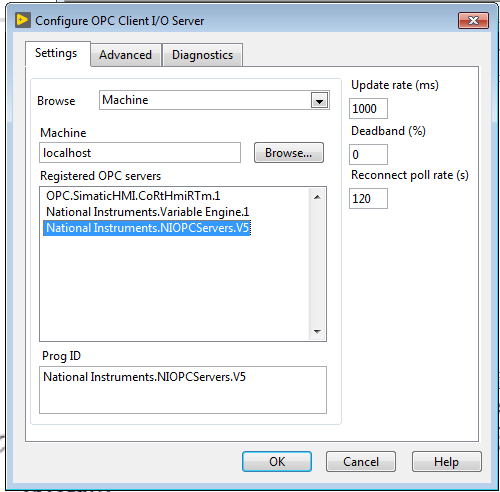 Configure OPC Client I/O Server
Settings
Advanced
Diagnostics
Browse
Machine
Machine
localhost
Browse...
Registered OPC servers
OPC.SimaticHMI.CoRtHmiRTm.1
National Instruments.Variable Engine.1
National Instruments.NIOPCServers.V5
Prog ID
National Instruments.NIOPCServers.V5
Update rate (ms)
1000
Deadband (%)
0
Reconnect poll rate (s)
120
OK
Cancel
Help